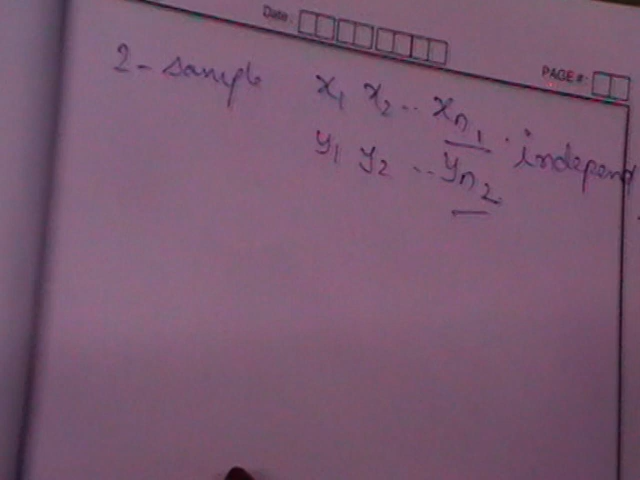 Date.
PAGE#:
2-sample x₁ x₂ .. xₙ₁ . independ
y₁ y₂ .. yₙ₂